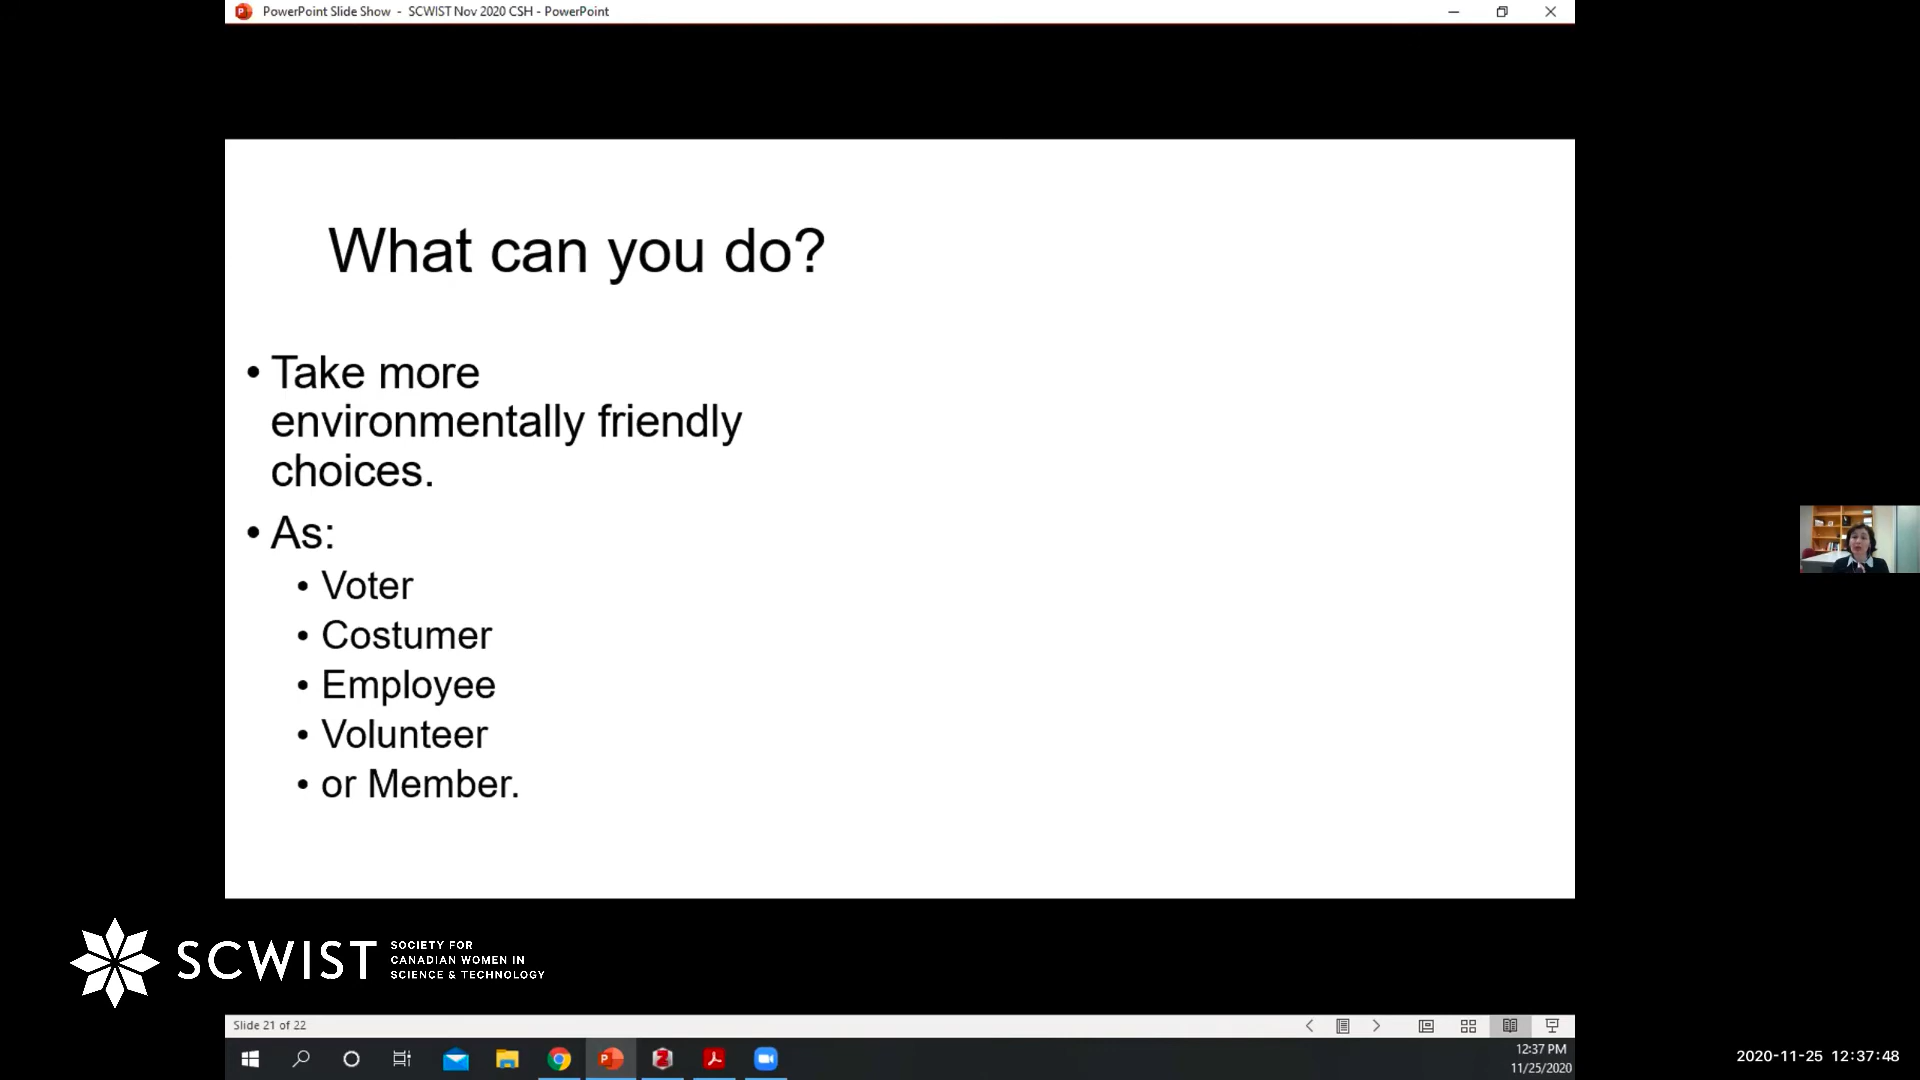 PowerPoint Slide Show - SCWIST Nov 2020 CSH - PowerPoint
What can you do?
• Take more
environmentally friendly
choices.
• As:
• Voter
• Costumer
• Employee
• Volunteer
• or Member.
SCWIST
SOCIETY FOR
CANADIAN WOMEN IN
SCIENCE & TECHNOLOGY
Slide 21 of 22
12:37 PM
11/25/2020
2020-11-25 12:37:48